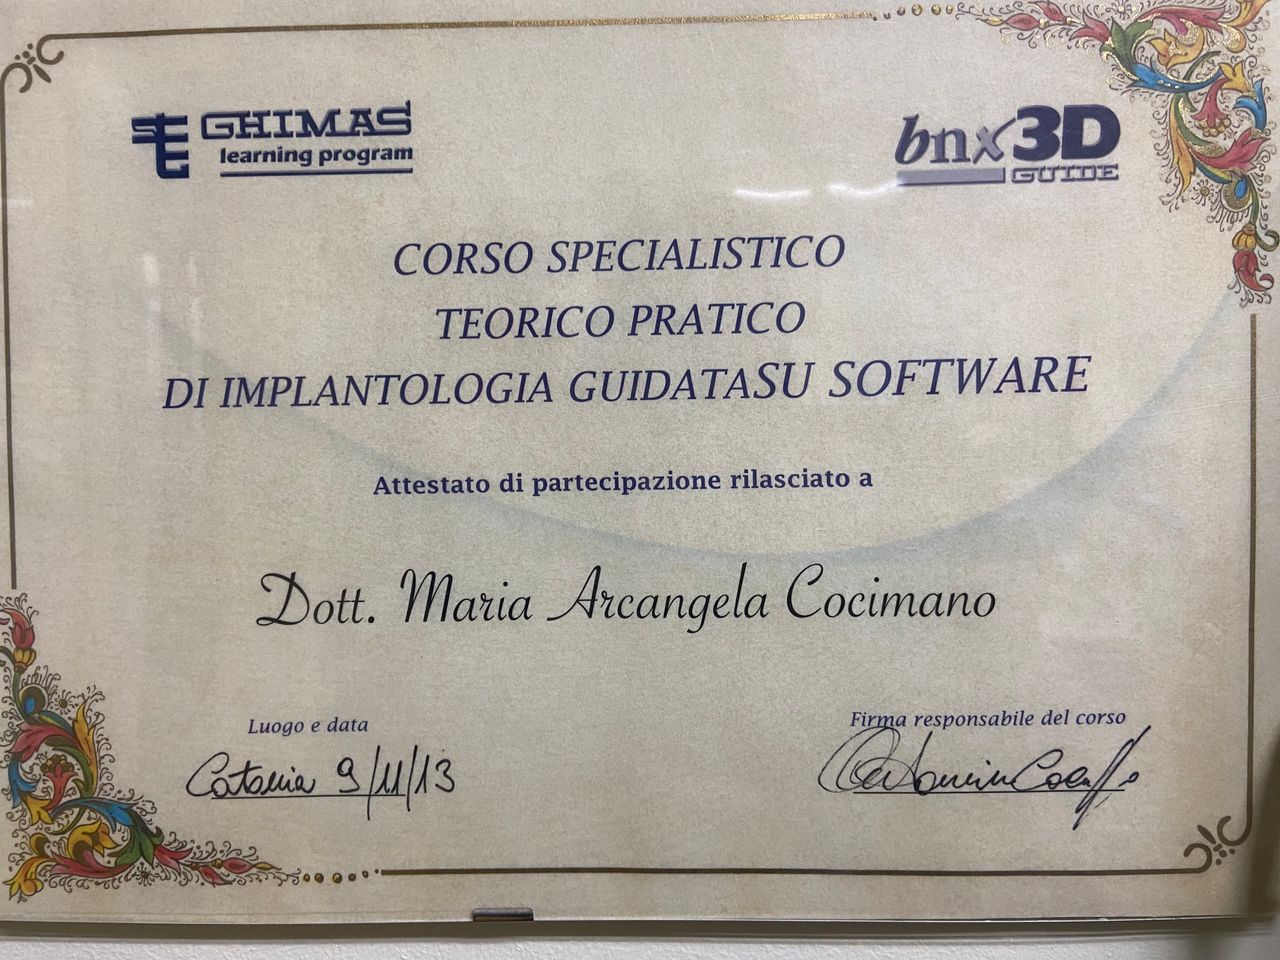 GHIMAS
learning program
bnx3D
GUIDE
CORSO SPECIALISTICO
TEORICO PRATICO
DI IMPLANTOLOGIA GUIDATASU SOFTWARE
Attestato di partecipazione rilasciato a
Dott. Maria Arcangela Cocimano
Luogo e data
Catania 9/11/13
Firma responsabile del corso